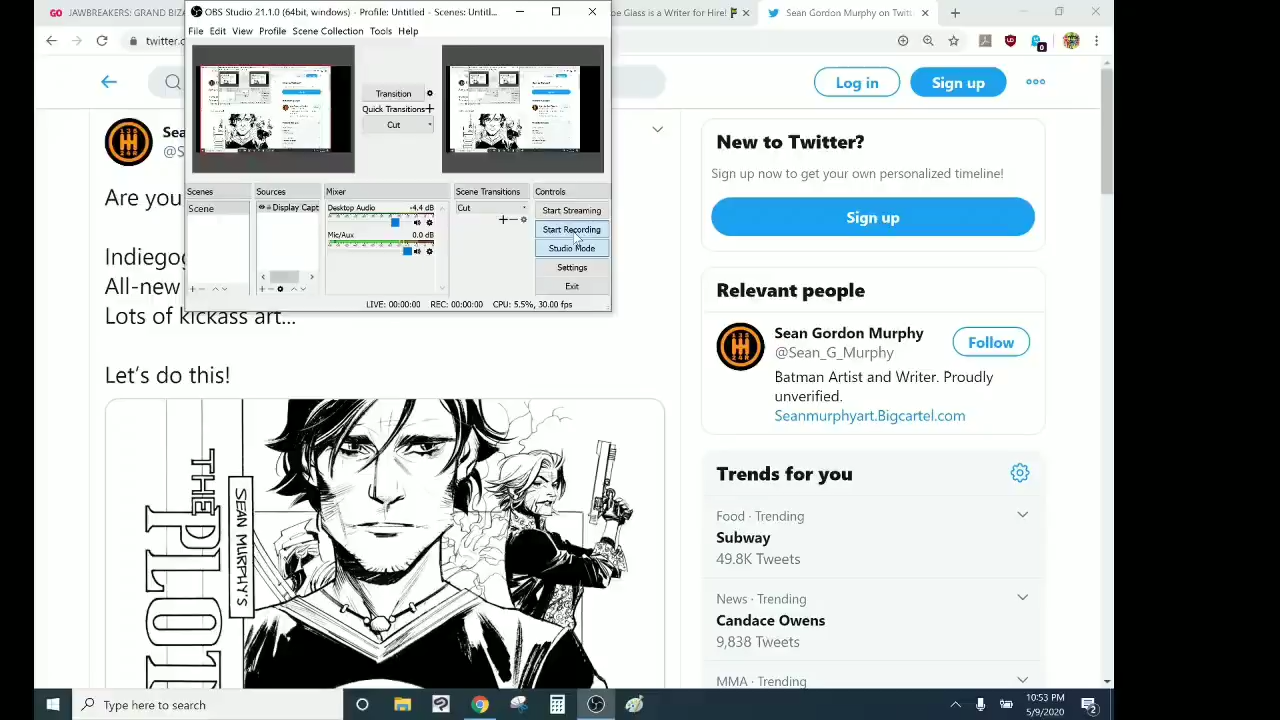 GO JAWBREAKERS: GRAND BIZ
OBS Studio 21.1.0 (64bit, windows) - Profile: Untitled - Scenes: Untitl...
be Glass is a Writer for Hire!
Sean Gordon Murphy on Twitt
twitter.c
File Edit View Profile Scene Collection Tools Help
Transition
Quick Transitions
Cut
Log in
Sign up
Scenes
Sources
Mixer
Scene Transitions
Controls
Scene
Display Capt
Desktop Audio
-4.4 dB
Mic/Aux
0.0 dB
Cut
Start Streaming
Start Recording
Studio Mode
Settings
Exit
LIVE: 00:00:00
REC: 00:00:00
CPU: 5.5%, 30.00 fps
Sea
@S
Are you
Indiegog
All-new
Lots of kickass art...
Let's do this!
THE PLOT
SEAN MURPHY'S
New to Twitter?
Sign up now to get your own personalized timeline!
Sign up
Relevant people
Sean Gordon Murphy
@Sean_G_Murphy
Follow
Batman Artist and Writer. Proudly
unverified.
Seanmurphyart.Bigcartel.com
Trends for you
Food · Trending
Subway
49.8K Tweets
News · Trending
Candace Owens
9,838 Tweets
MMA · Trending
Type here to search
10:53 PM
5/9/2020
2